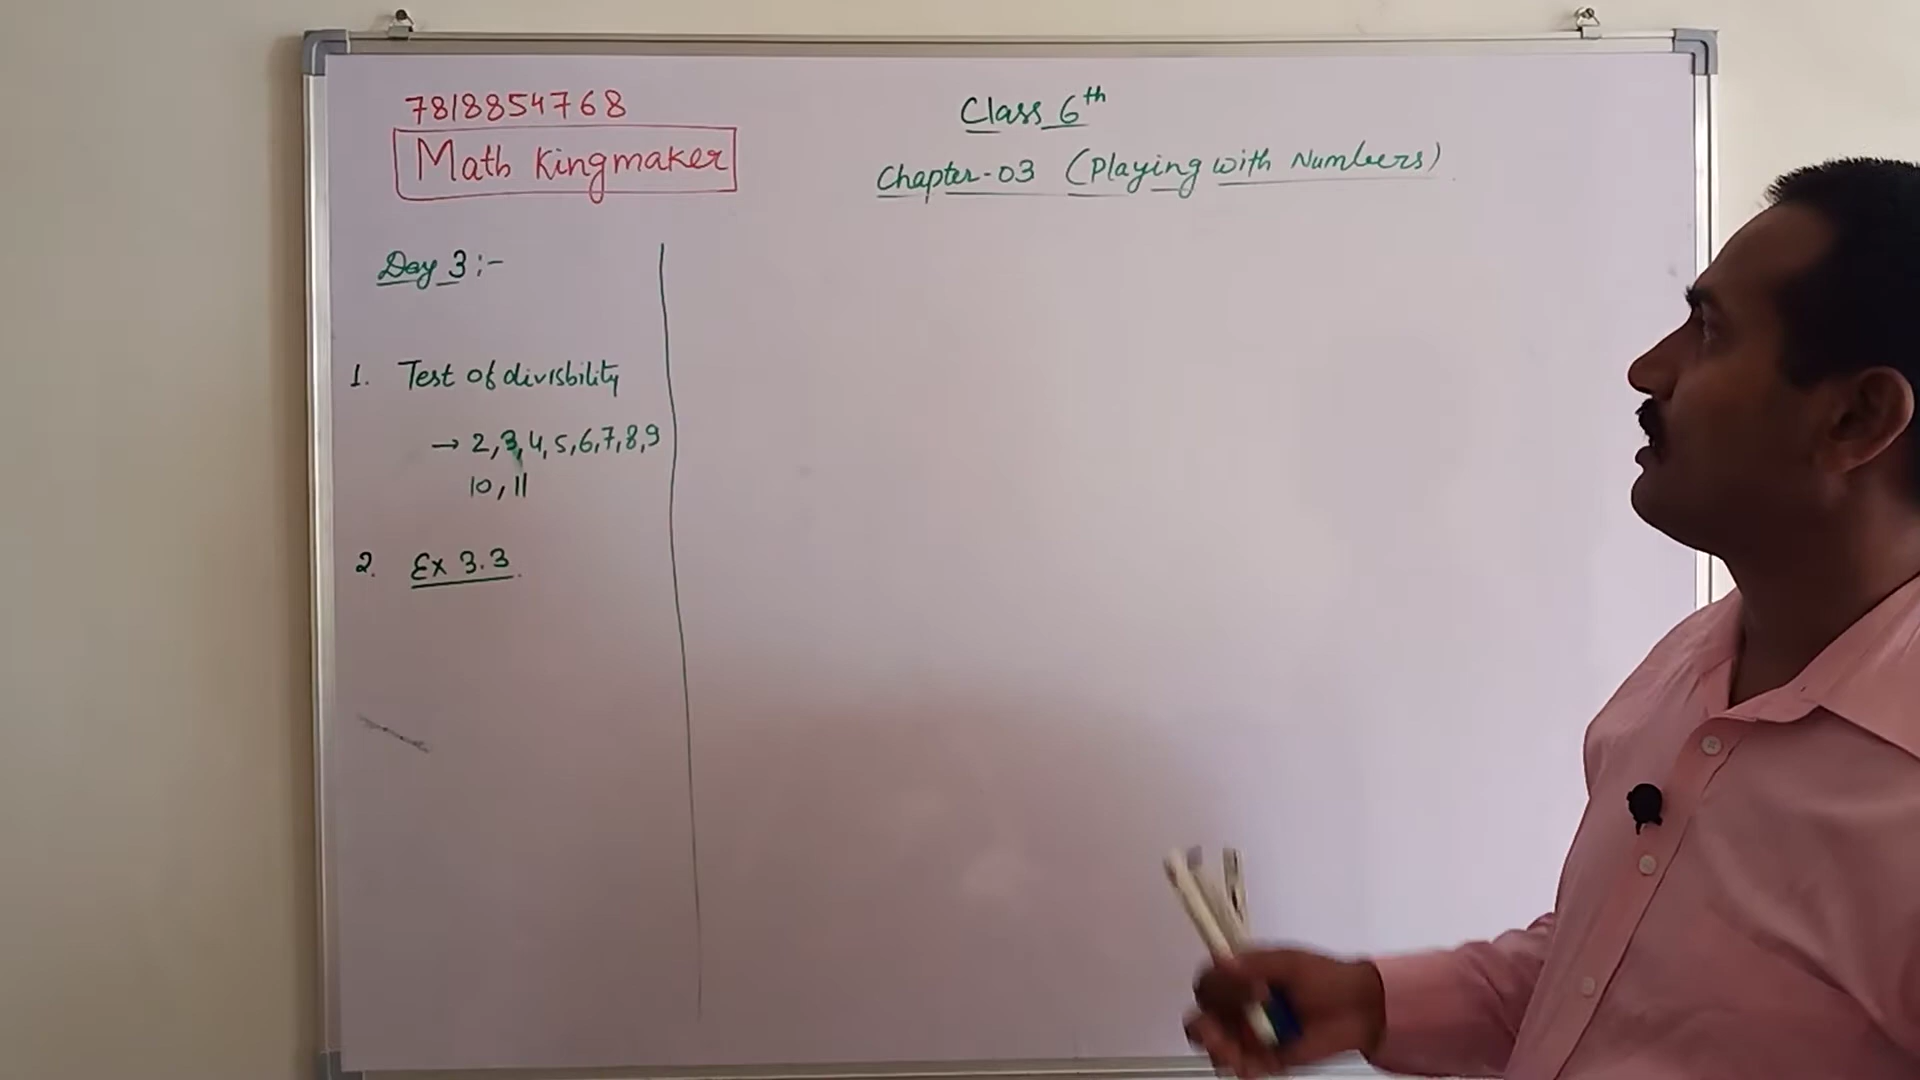 7818854768
Math Kingmaker
Class 6th
Chapter-03 (Playing with Numbers)
Day 3:-
1. Test of divisbility
→ 2,3,4,5,6,7,8,9
10,11
2. Ex 3.3